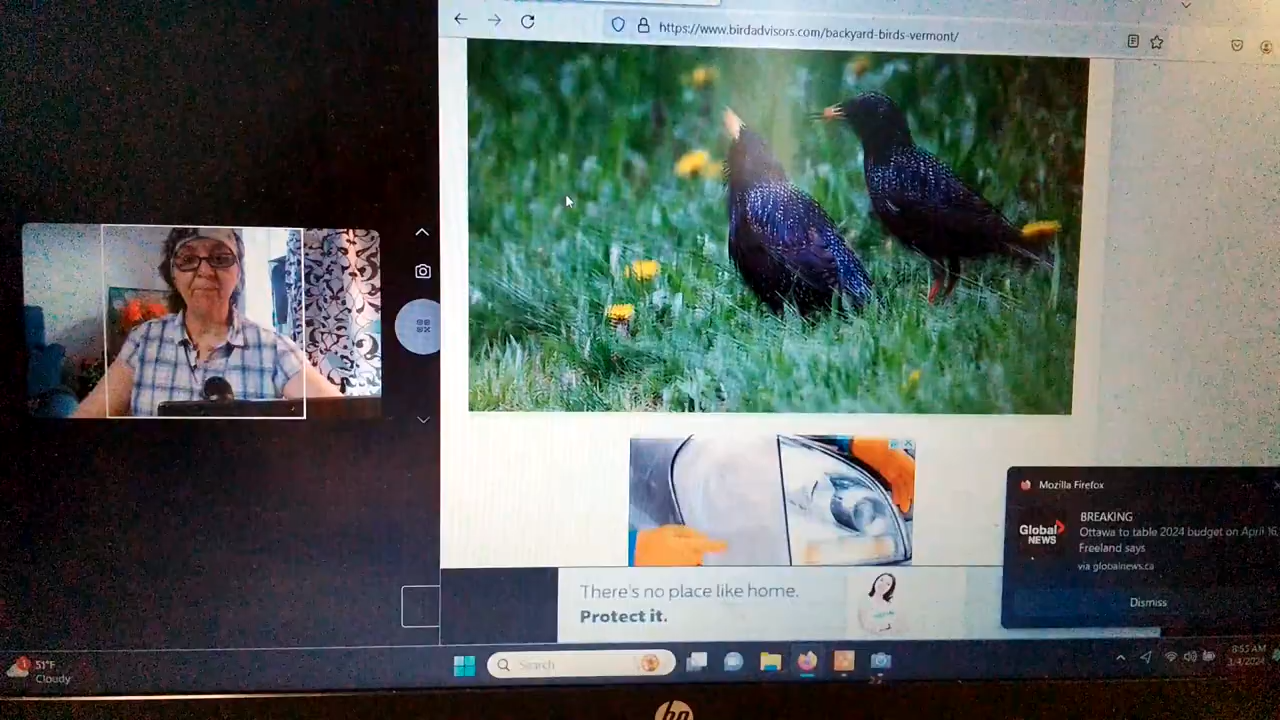 https://www.birdadvisors.com/backyard-birds-vermont/
Mozilla Firefox
Global NEWS
BREAKING
Ottawa to table 2024 budget on April 16,
Freeland says
via globalnews.ca
Dismiss
There's no place like home.
Protect it.
1
51°F
Cloudy
Search
8:55 AM
3/4/2024
hp